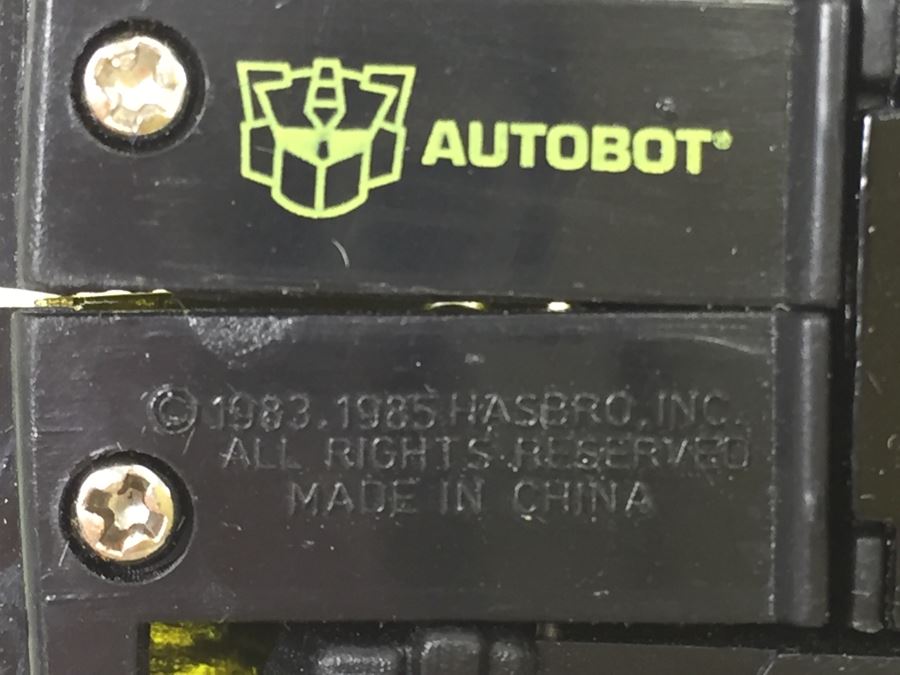 AUTOBOT®
© 1983.1985 HASBRO, INC.
ALL RIGHTS RESERVED
MADE IN CHINA